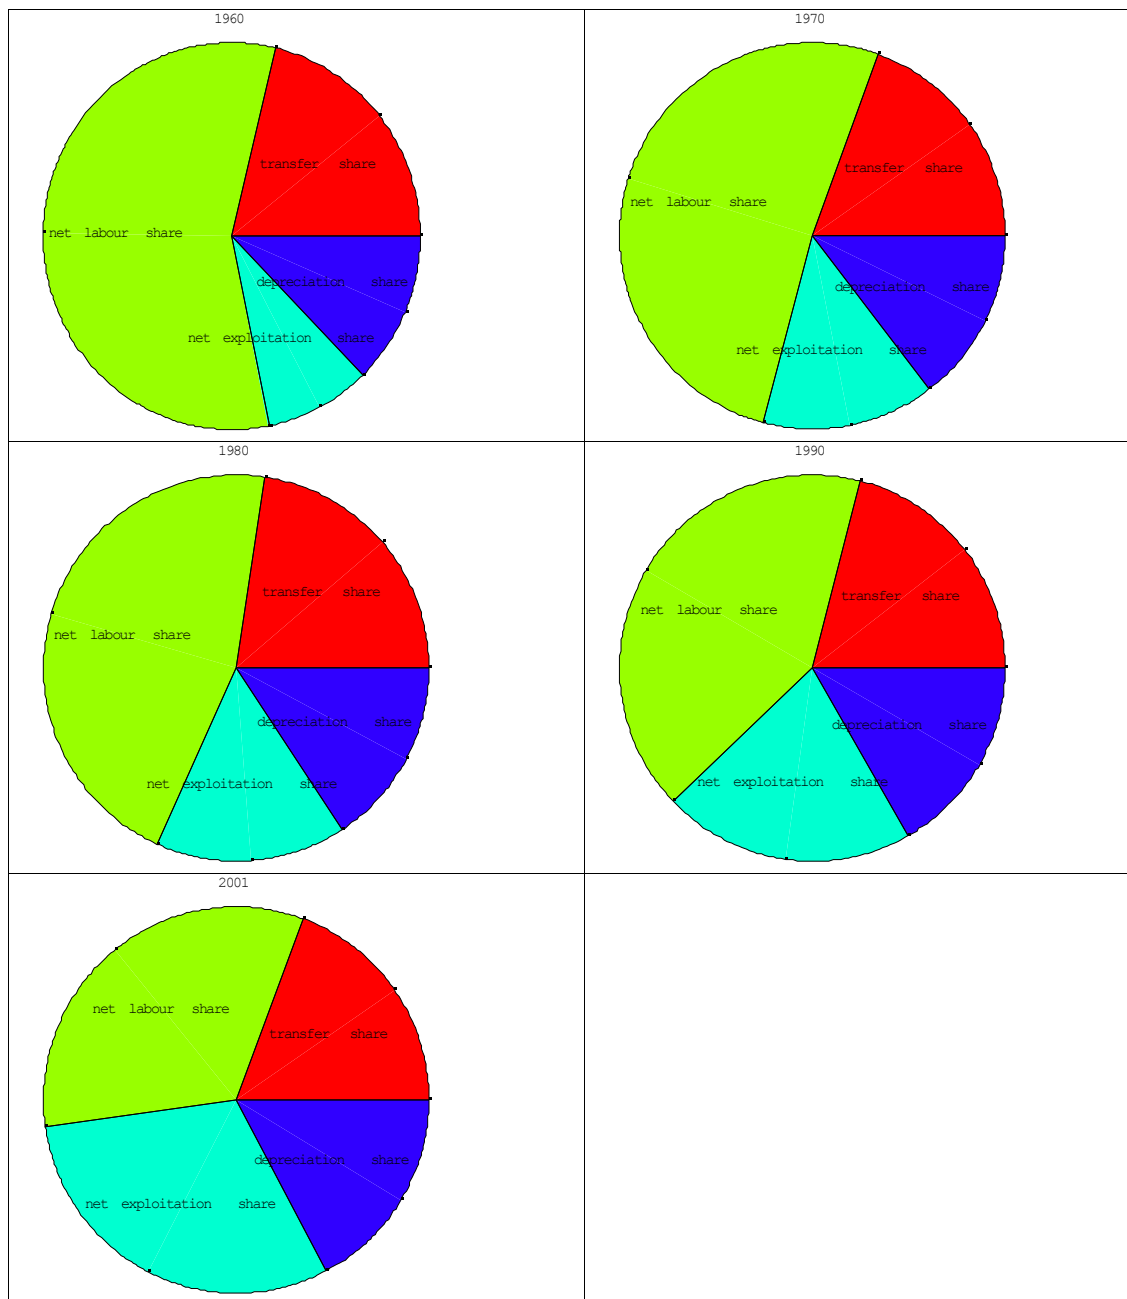 1960
transfer share
net labour share
depreciation share
net exploitation share
1970
transfer share
net labour share
depreciation share
net exploitation share
1980
transfer share
net labour share
depreciation share
net exploitation share
1990
transfer share
net labour share
depreciation share
net exploitation share
2001
net labour share
transfer share
depreciation share
net exploitation share